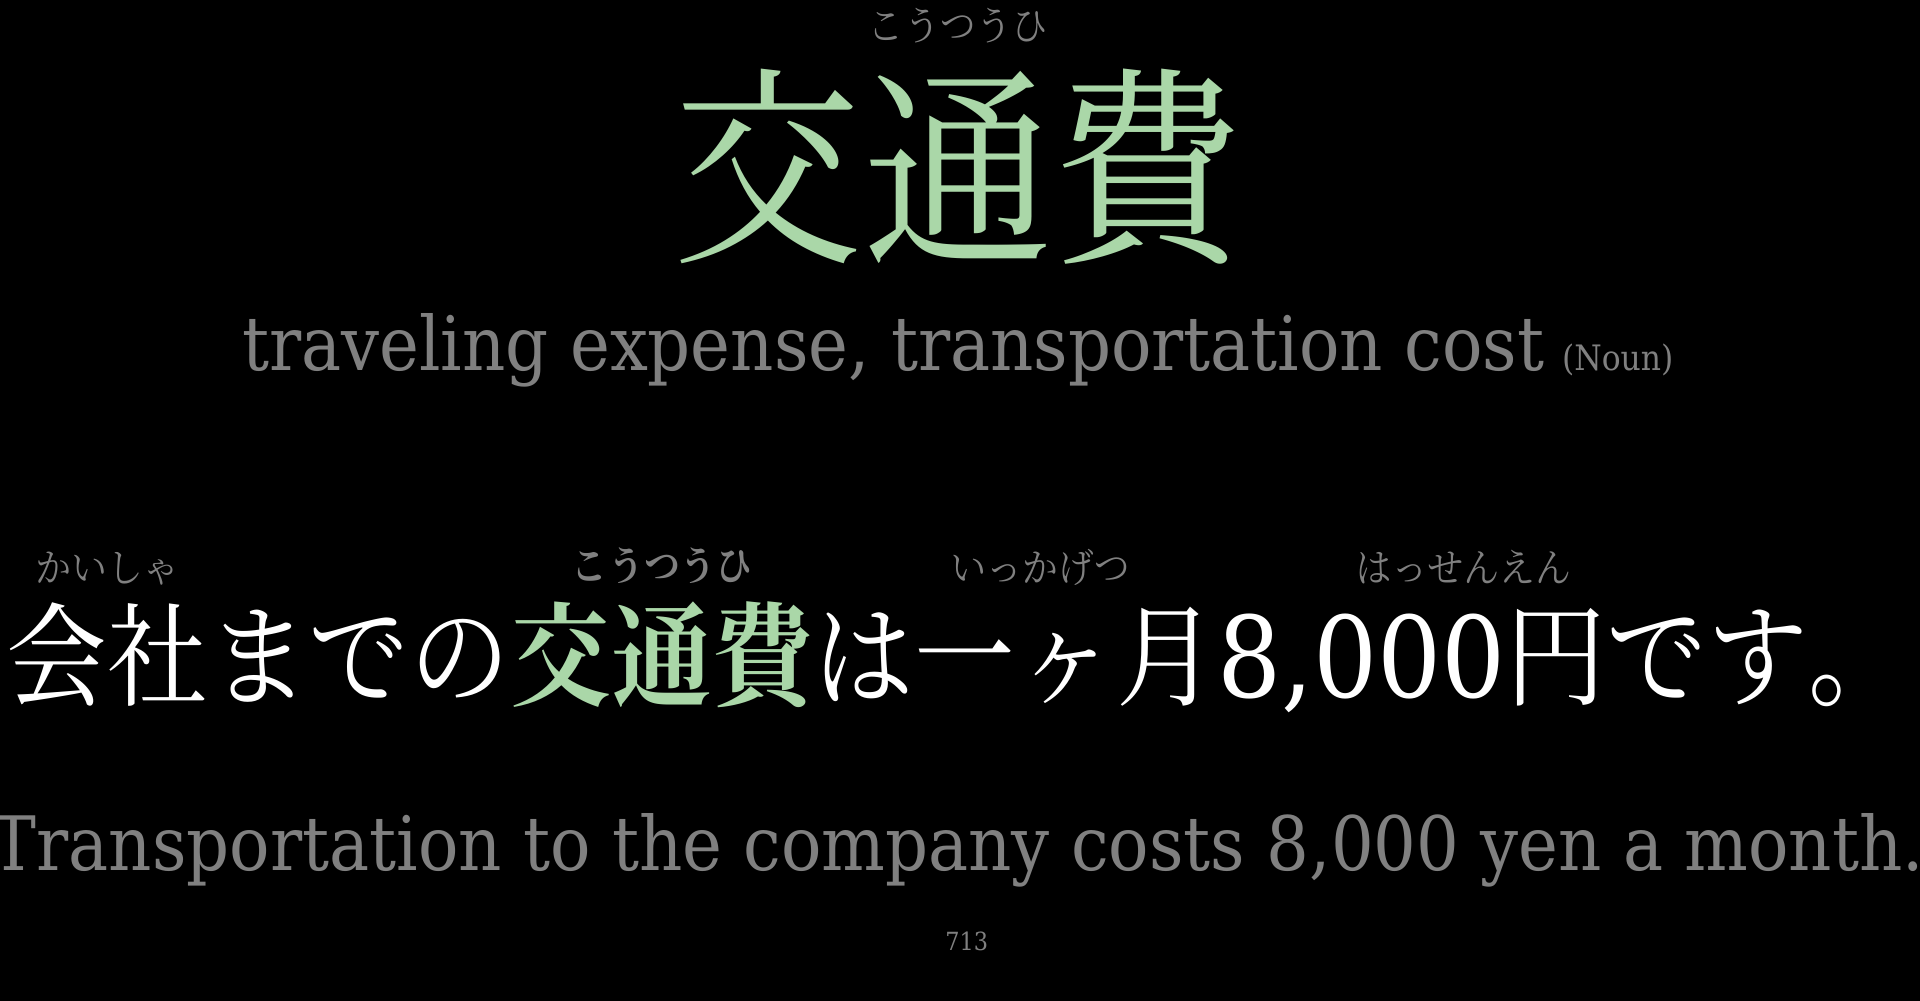 こうつうひ
交通費
traveling expense, transportation cost (Noun)
かいしゃ こうつうひ いっかげつ はっせんえん
会社までの交通費は一ヶ月8,000円です。
Transportation to the company costs 8,000 yen a month.
713